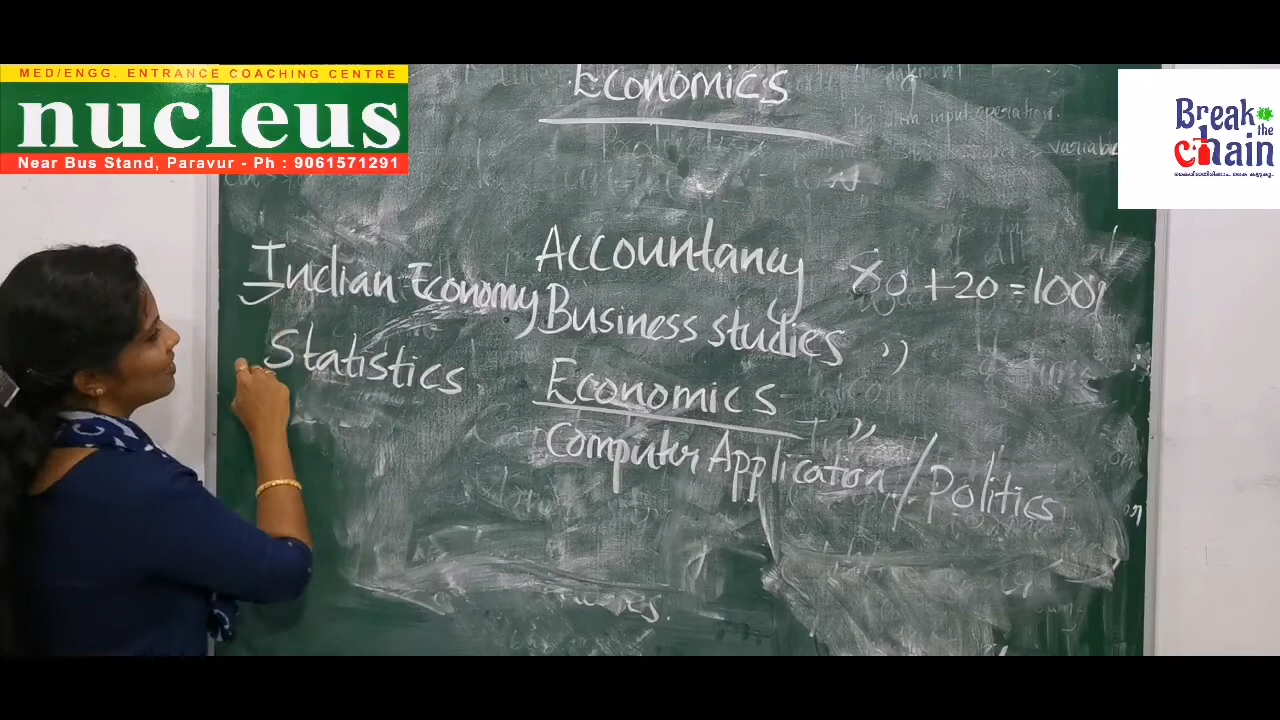 MED/ENGG. ENTRANCE COACHING CENTRE
nucleus
Near Bus Stand, Paravur - Ph : 9061571291
Break
the
chain
Economics
Indian Economy
Statistics
Accountancy 80 + 20 = 100
Business studies ,,
Economics ,,
Computer Application / Politics